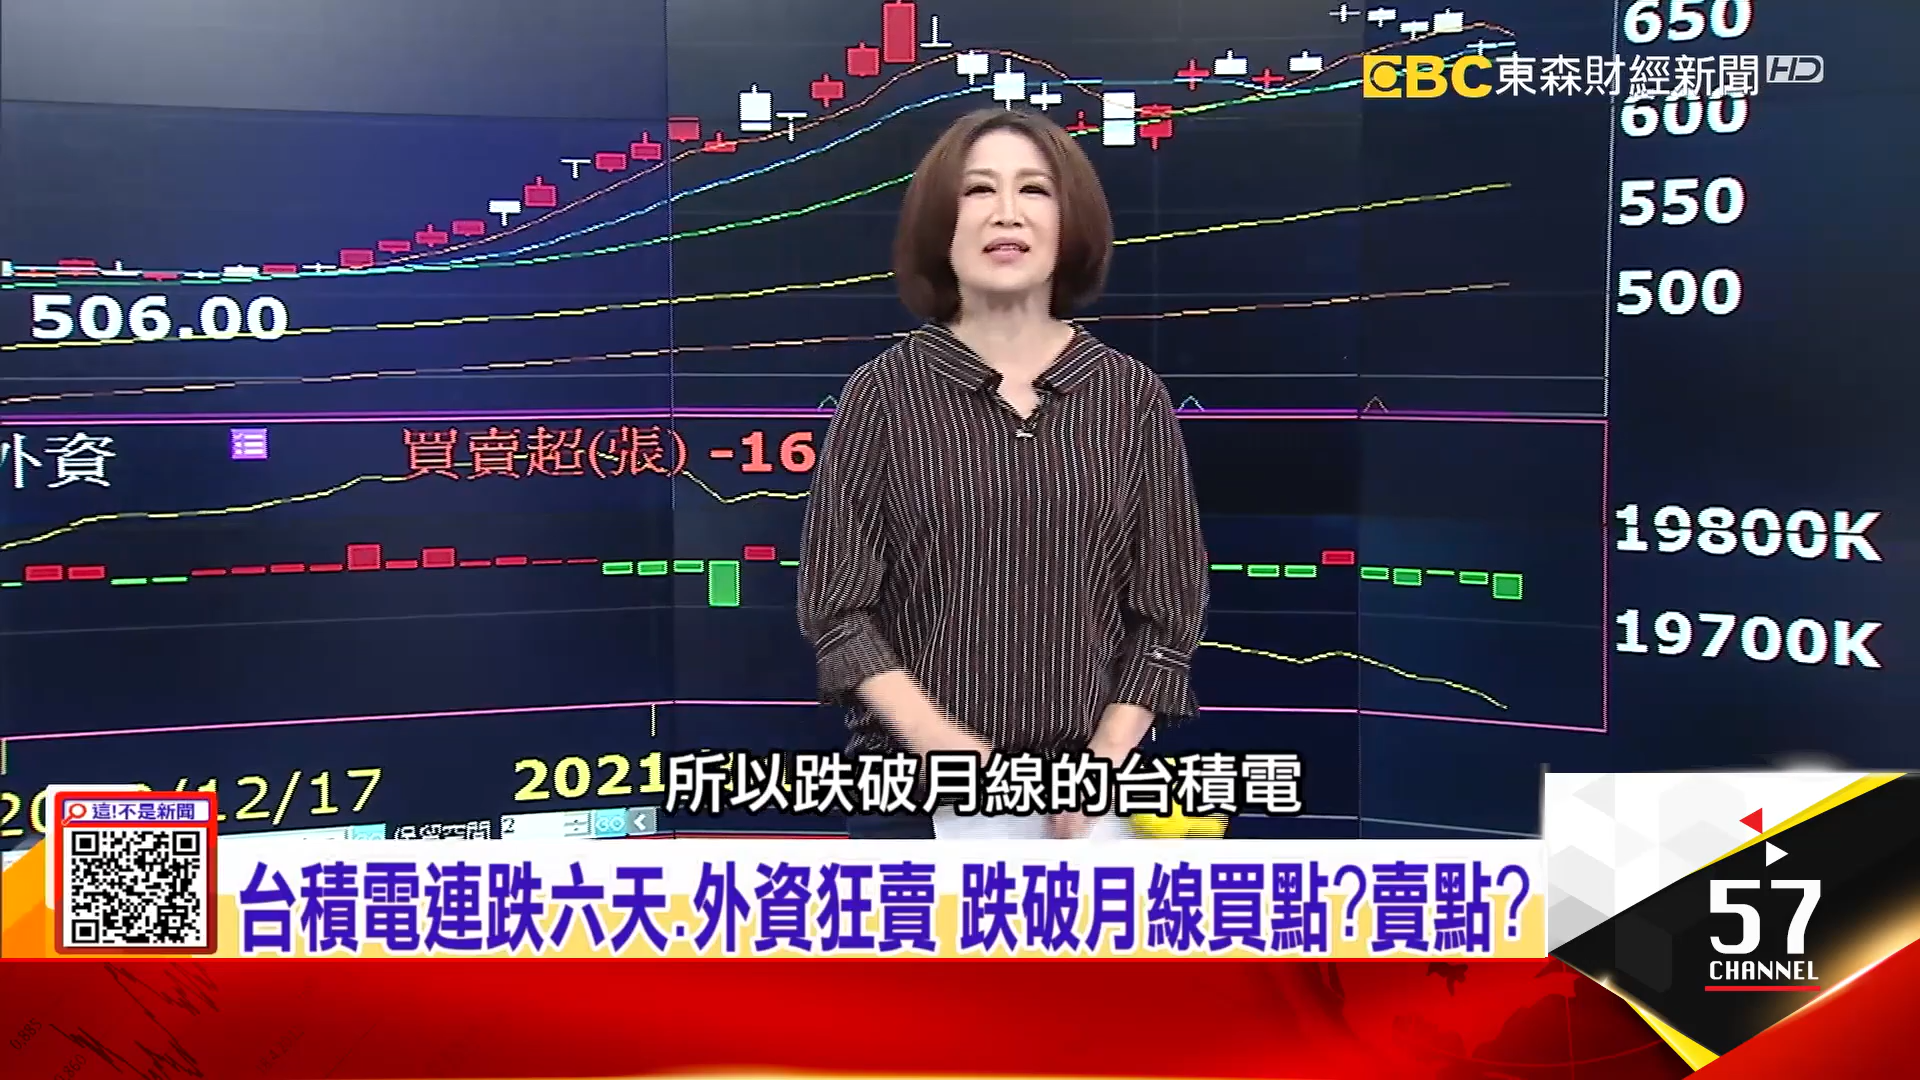 650
EBC東森財經新聞HD
600
550
506.00
500
外資
買賣超(張) -16
19800K
19700K
/12/17
2021
所以跌破月線的台積電
這!不是新聞
台積電連跌六天.外資狂賣 跌破月線買點?賣點?
57
CHANNEL